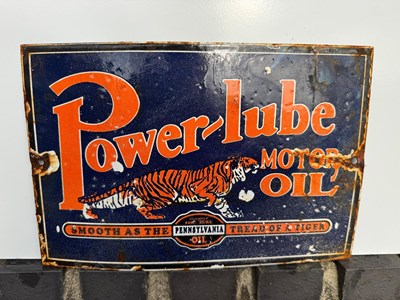 Power-lube
MOTOR
OIL
SMOOTH AS THE PENNSYLVANIA OIL TREAD OF A TIGER